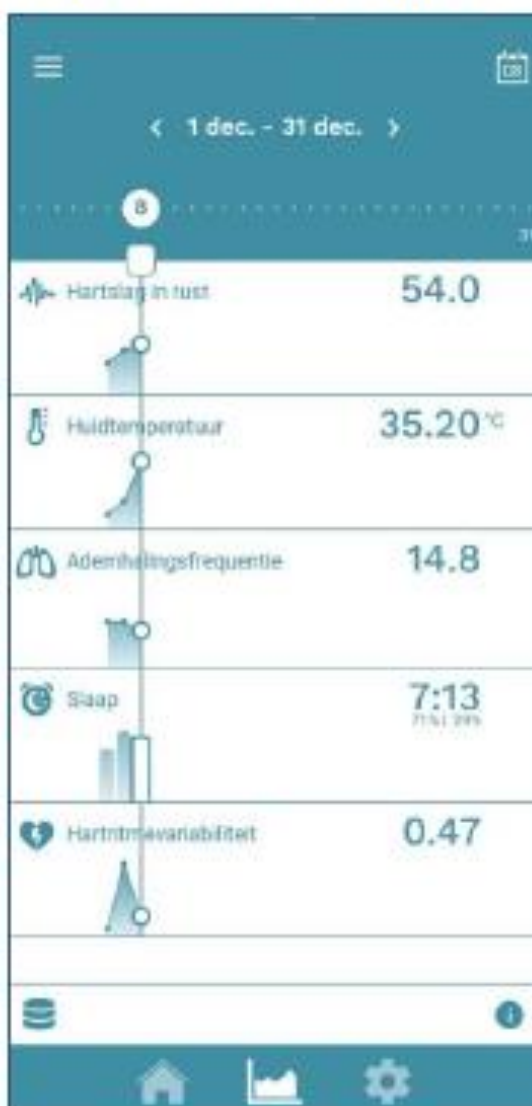 1 dec. - 31 dec.
8
Hartslag in rust
54.0
Huidtemperatuur
35.20 °C
Ademhalingsfrequentie
14.8
Slaap
7:13
Hartritmevariabiliteit
0.47